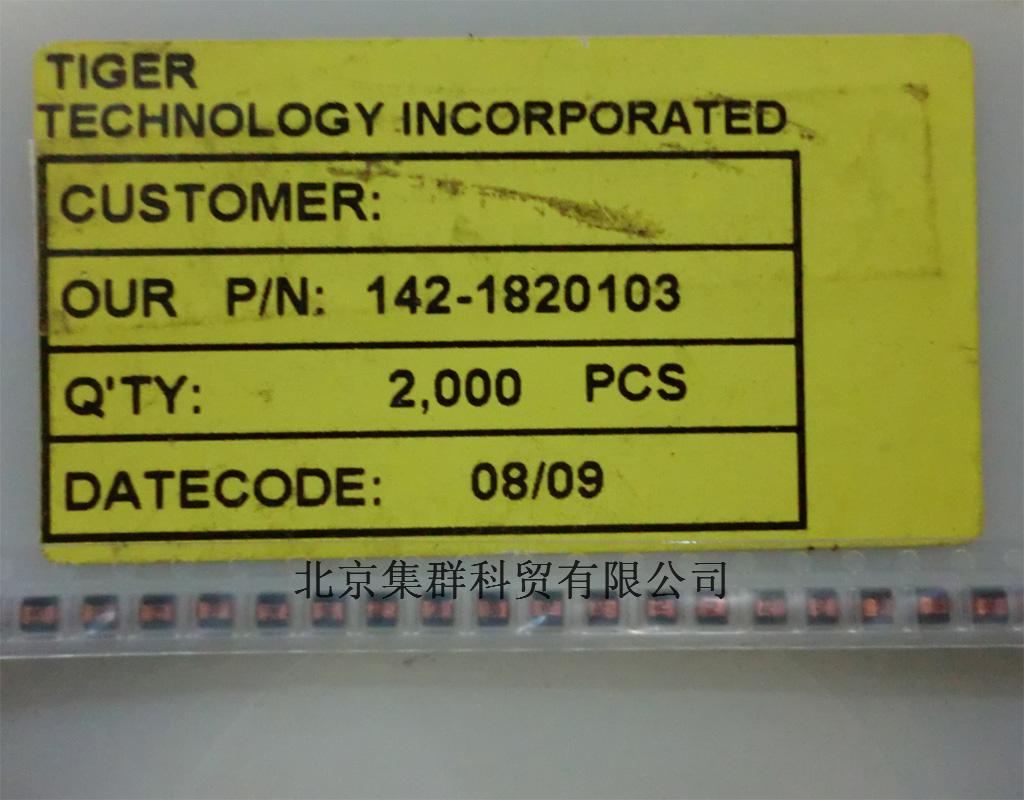 TIGER
TECHNOLOGY INCORPORATED
CUSTOMER:
OUR P/N: 142-1820103
Q'TY: 2,000 PCS
DATECODE: 08/09
北京集群科贸有限公司